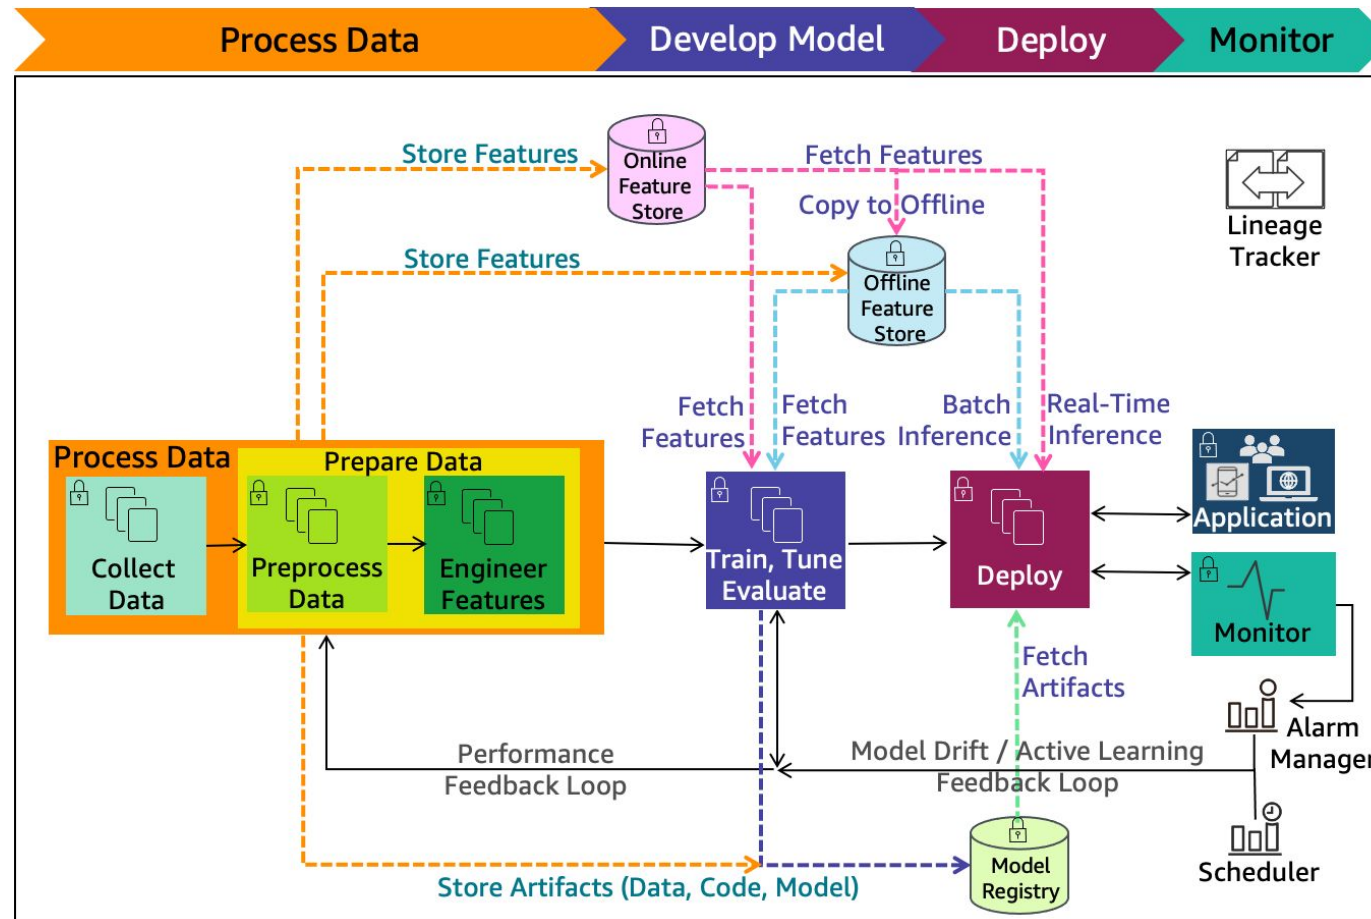 Process Data
Develop Model
Deploy
Monitor
Store Features
Online
Feature
Store
Fetch Features
Copy to Offline
Lineage
Tracker
Store Features
Offline
Feature
Store
Fetch
Features
Fetch
Features
Batch
Inference
Real-Time
Inference
Process Data
Prepare Data
Collect
Data
Preprocess
Data
Engineer
Features
Train, Tune
Evaluate
Deploy
Application
Monitor
Fetch
Artifacts
Alarm
Manager
Performance
Feedback Loop
Model Drift / Active Learning
Feedback Loop
Scheduler
Model
Registry
Store Artifacts (Data, Code, Model)